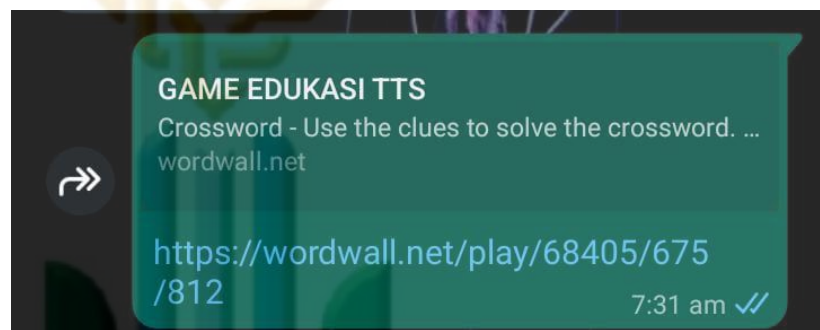 GAME EDUKASI TTS
Crossword - Use the clues to solve the crossword. ...
wordwall.net
https://wordwall.net/play/68405/675
/812
7:31 am